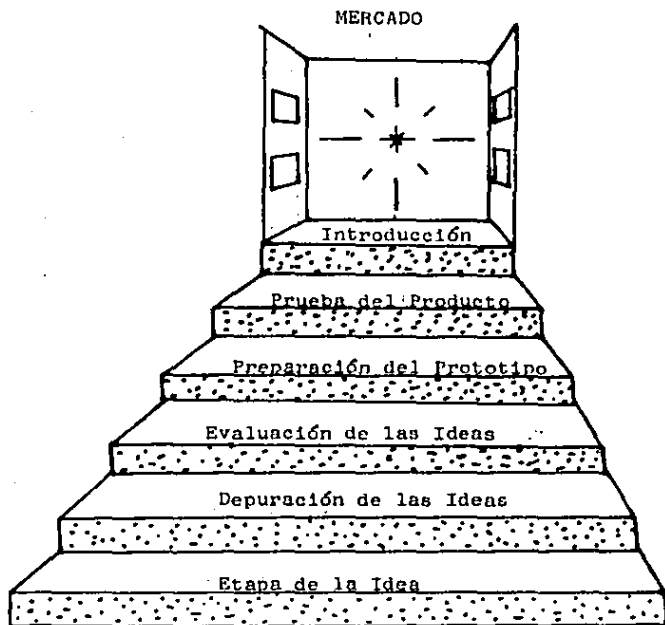 MERCADO
Introducción
Prueba del Producto
Preparación del Prototipo
Evaluación de las Ideas
Depuración de las Ideas
Etapa de la Idea